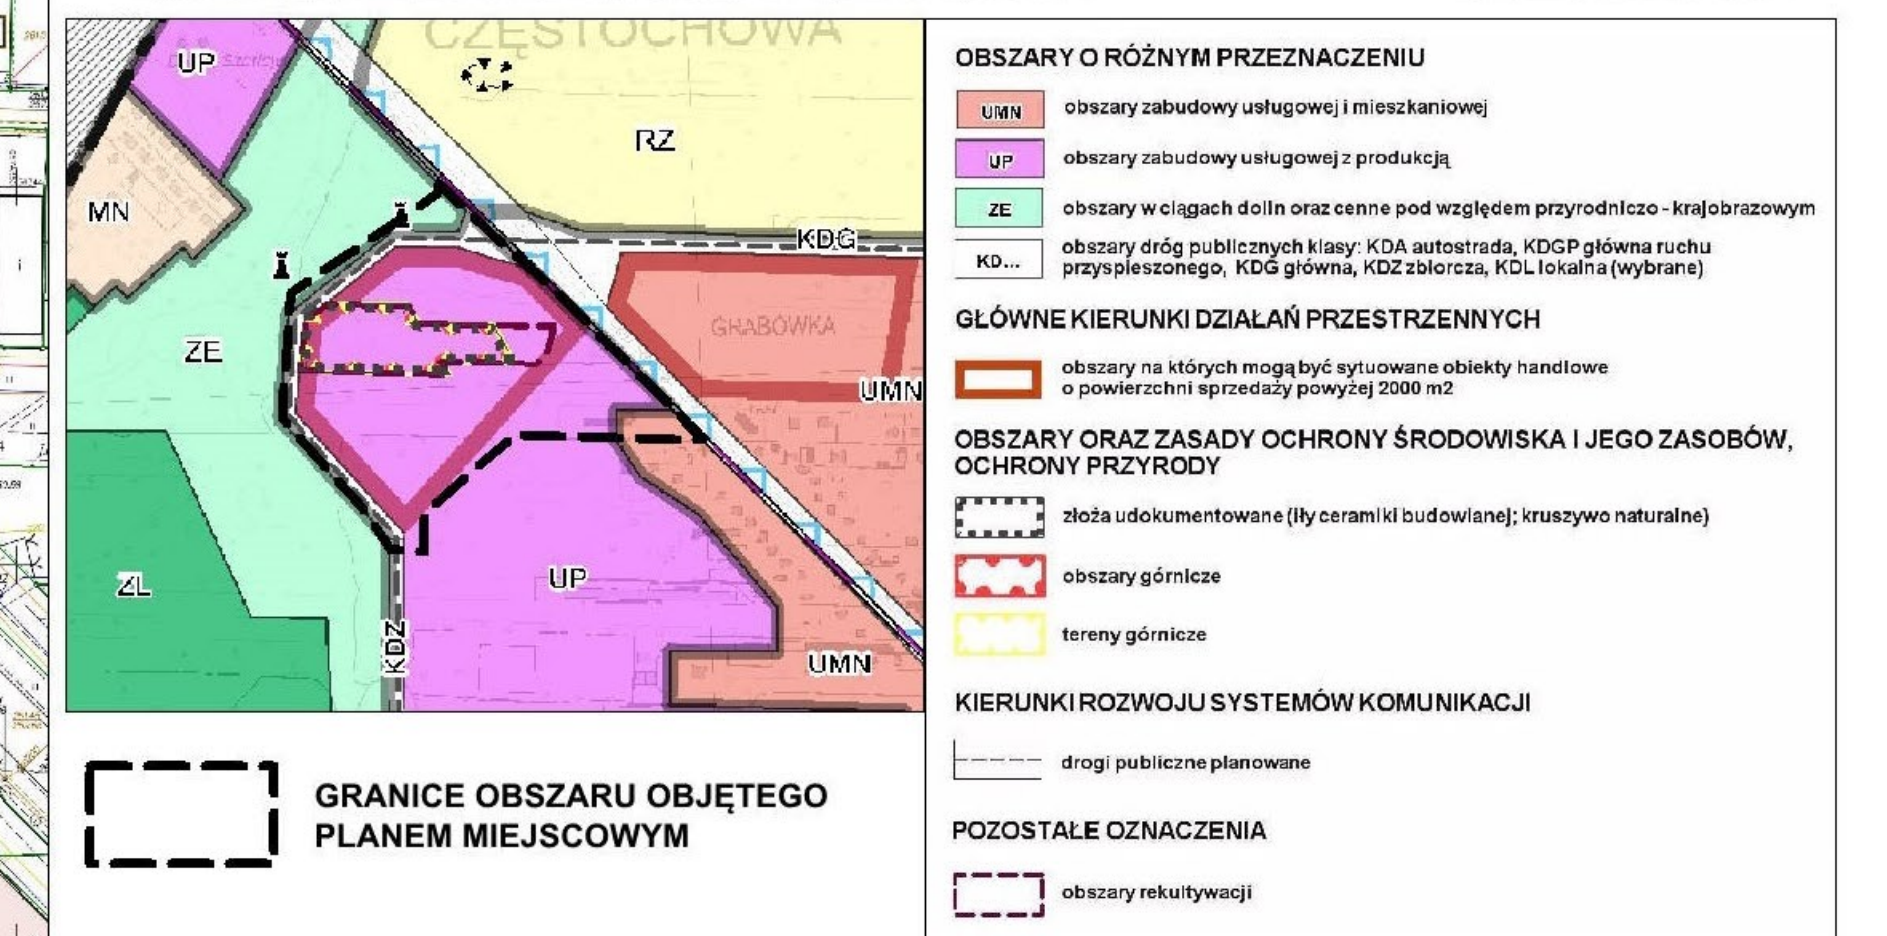 CZĘSTOCHOWA
UP
RZ
MN
KDG
ZE
GRABÓWKA
UMN
ZL
UP
KDZ
UMN
GRANICE OBSZARU OBJĘTEGO
PLANEM MIEJSCOWYM
OBSZARY O RÓŻNYM PRZEZNACZENIU
UMN obszary zabudowy usługowej i mieszkaniowej
UP obszary zabudowy usługowej z produkcją
ZE obszary w ciągach dolin oraz cenne pod względem przyrodniczo - krajobrazowym
KD... obszary dróg publicznych klasy: KDA autostrada, KDGP główna ruchu
przyspieszonego, KDG główna, KDZ zbiorcza, KDL lokalna (wybrane)
GŁÓWNE KIERUNKI DZIAŁAŃ PRZESTRZENNYCH
obszary na których mogą być sytuowane obiekty handlowe
o powierzchni sprzedaży powyżej 2000 m2
OBSZARY ORAZ ZASADY OCHRONY ŚRODOWISKA I JEGO ZASOBÓW,
OCHRONY PRZYRODY
złoża udokumentowane (iły ceramiki budowlanej; kruszywo naturalne)
obszary górnicze
tereny górnicze
KIERUNKI ROZWOJU SYSTEMÓW KOMUNIKACJI
drogi publiczne planowane
POZOSTAŁE OZNACZENIA
obszary rekultywacji